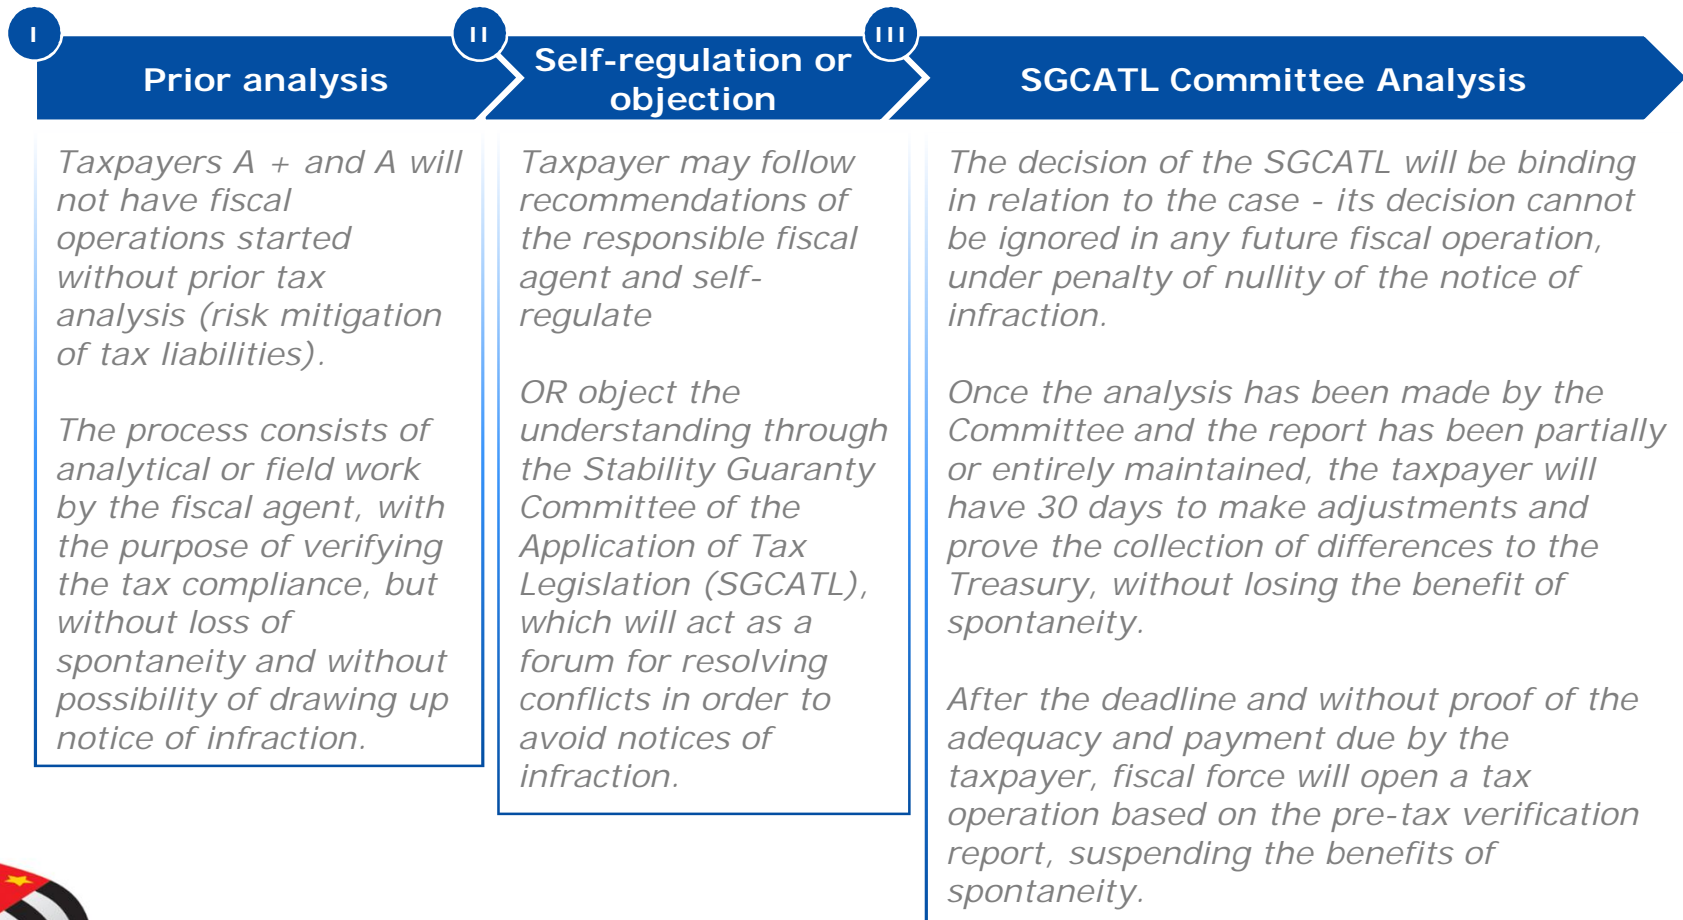 I
Prior analysis
Taxpayers A + and A will
not have fiscal
operations started
without prior tax
analysis (risk mitigation
of tax liabilities).
The process consists of
analytical or field work
by the fiscal agent, with
the purpose of verifying
the tax compliance, but
without loss of
spontaneity and without
possibility of drawing up
notice of infraction.
II
Self-regulation or
objection
Taxpayer may follow
recommendations of
the responsible fiscal
agent and self-
regulate
OR object the
understanding through
the Stability Guaranty
Committee of the
Application of Tax
Legislation (SGCATL),
which will act as a
forum for resolving
conflicts in order to
avoid notices of
infraction.
III
SGCATL Committee Analysis
The decision of the SGCATL will be binding
in relation to the case - its decision cannot
be ignored in any future fiscal operation,
under penalty of nullity of the notice of
infraction.
Once the analysis has been made by the
Committee and the report has been partially
or entirely maintained, the taxpayer will
have 30 days to make adjustments and
prove the collection of differences to the
Treasury, without losing the benefit of
spontaneity.
After the deadline and without proof of the
adequacy and payment due by the
taxpayer, fiscal force will open a tax
operation based on the pre-tax verification
report, suspending the benefits of
spontaneity.